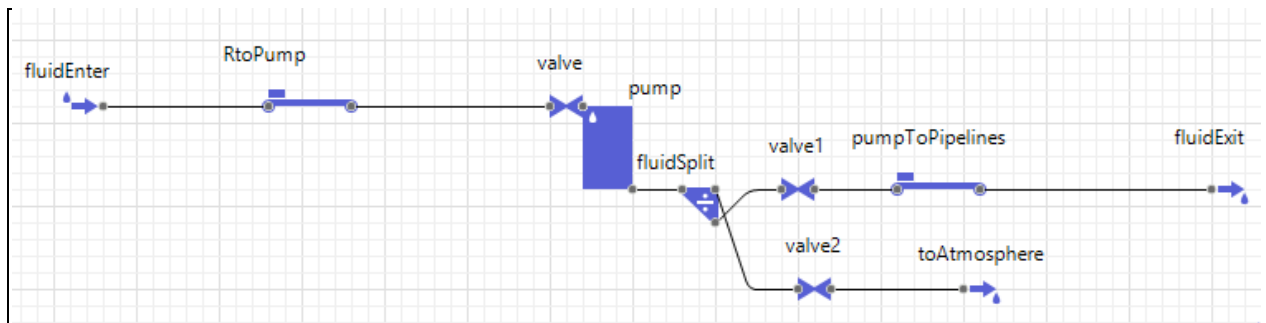 fluidEnter
RtoPump
valve
pump
fluidSplit
valve1
pumpToPipelines
fluidExit
valve2
toAtmosphere